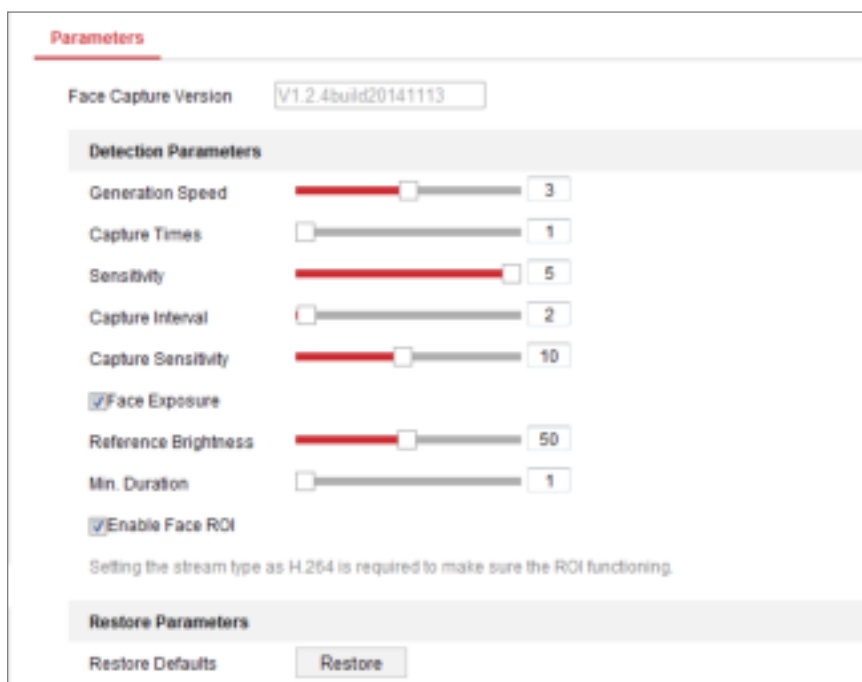 Parameters
Face Capture Version V1.2.4build20141113
Detection Parameters
Generation Speed 3
Capture Times 1
Sensitivity 5
Capture Interval 2
Capture Sensitivity 10
Face Exposure
Reference Brightness 50
Min. Duration 1
Enable Face ROI
Setting the stream type as H.264 is required to make sure the ROI functioning.
Restore Parameters
Restore Defaults Restore